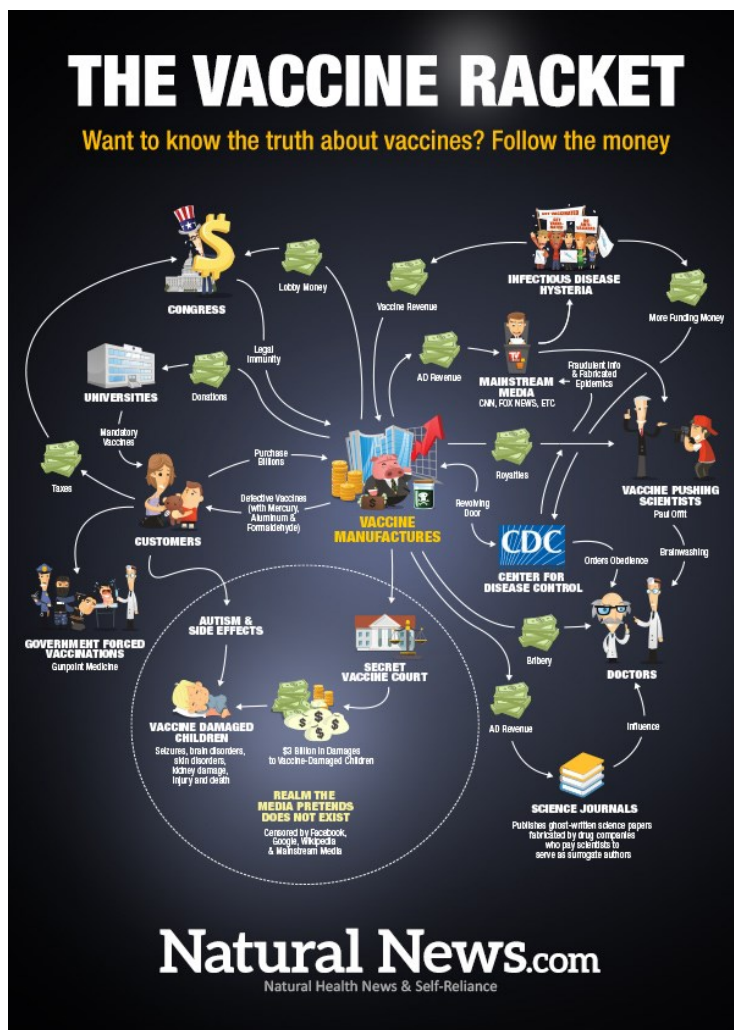 THE VACCINE RACKET
Want to know the truth about vaccines? Follow the money
CONGRESS
Lobby Money
Legal
Immunity
Vaccine Revenue
INFECTIOUS DISEASE
HYSTERIA
More Funding Money
UNIVERSITIES
Donations
AD Revenue
MAINSTREAM
MEDIA
CNN, FOX NEWS, ETC
Fraudulent Info
& Fabricated
Epidemics
Mandatory
Vaccines
Taxes
CUSTOMERS
Purchase
Billions
Defective Vaccines
(with Mercury,
Aluminum &
Formaldehyde)
VACCINE
MANUFACTURES
Royalties
Revolving
Door
VACCINE PUSHING
SCIENTISTS
Paul Offit
CDC
CENTER FOR
DISEASE CONTROL
Orders Obedience
Brainwashing
GOVERNMENT FORCED
VACCINATIONS
Gunpoint Medicine
AUTISM &
SIDE EFFECTS
SECRET
VACCINE COURT
Bribery
DOCTORS
VACCINE DAMAGED
CHILDREN
Seizures, brain disorders,
skin disorders,
kidney damage,
injury and death
$3 Billion in Damages
to Vaccine-Damaged Children
AD Revenue
Influence
REALM THE
MEDIA PRETENDS
DOES NOT EXIST
Censored by Facebook,
Google, Wikipedia
& Mainstream Media
SCIENCE JOURNALS
Publishes ghost-written science papers
fabricated by drug companies
who pay scientists to
serve as surrogate authors
Natural News.com
Natural Health News & Self-Reliance